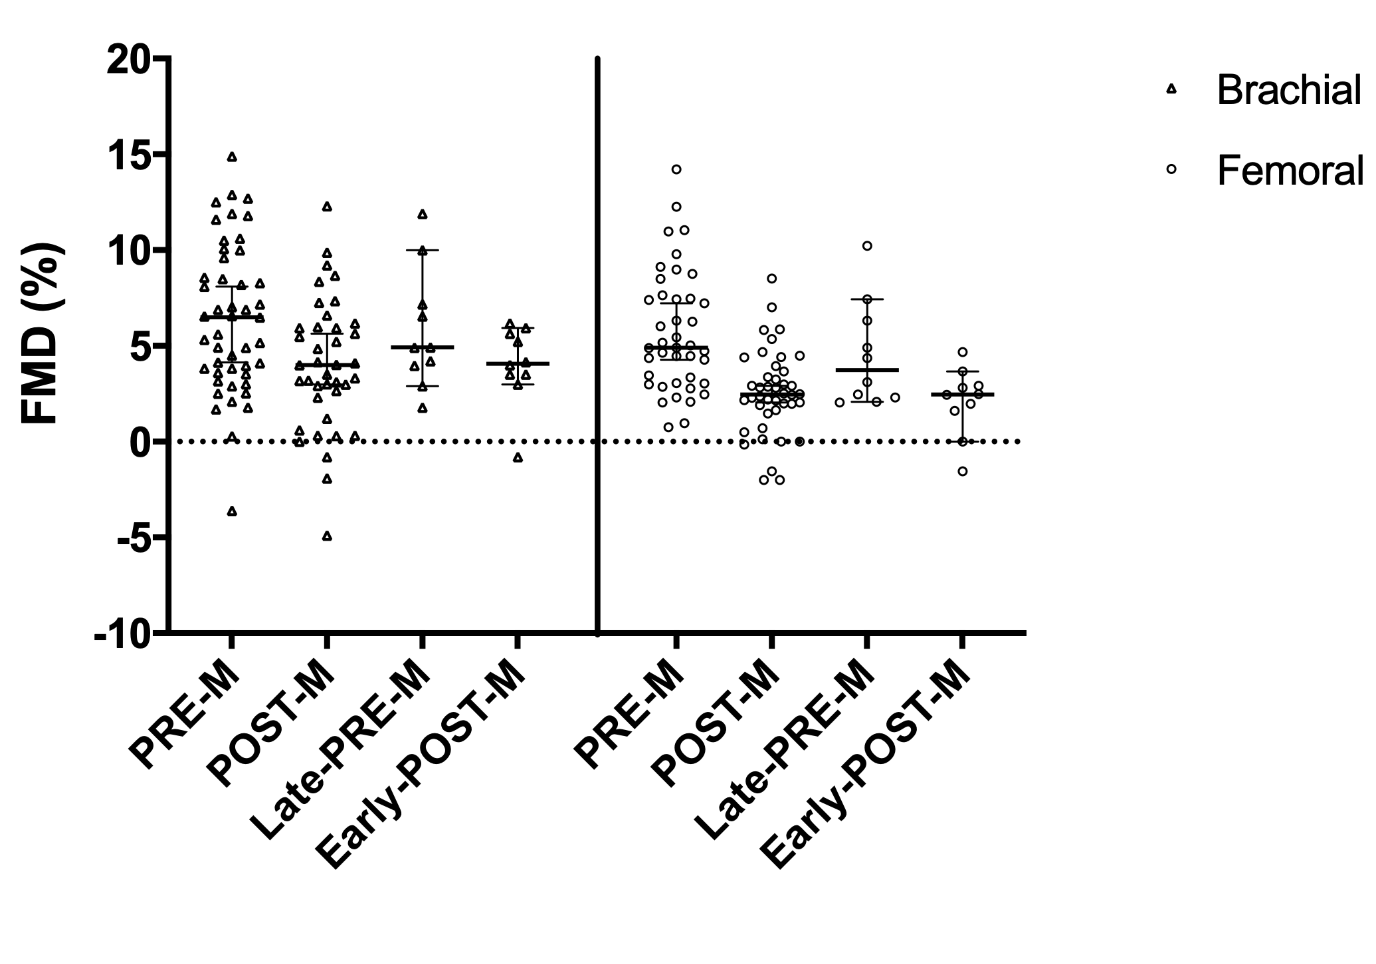 20
15
10
5
0
-5
-10
FMD (%)
PRE-M
POST-M
Late-PRE-M
Early-POST-M
PRE-M
POST-M
Late-PRE-M
Early-POST-M
Brachial
Femoral